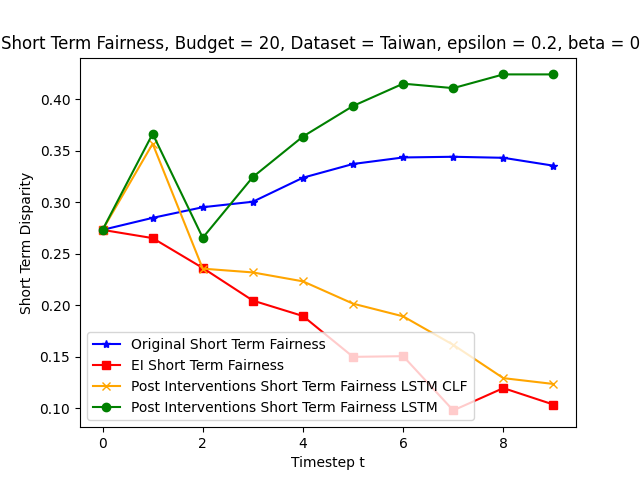 Short Term Fairness, Budget = 20, Dataset = Taiwan, epsilon = 0.2, beta = 0
Short Term Disparity
0.40
0.35
0.30
0.25
0.20
0.15
0.10
Original Short Term Fairness
EI Short Term Fairness
Post Interventions Short Term Fairness LSTM CLF
Post Interventions Short Term Fairness LSTM
0 2 4 6 8
Timestep t